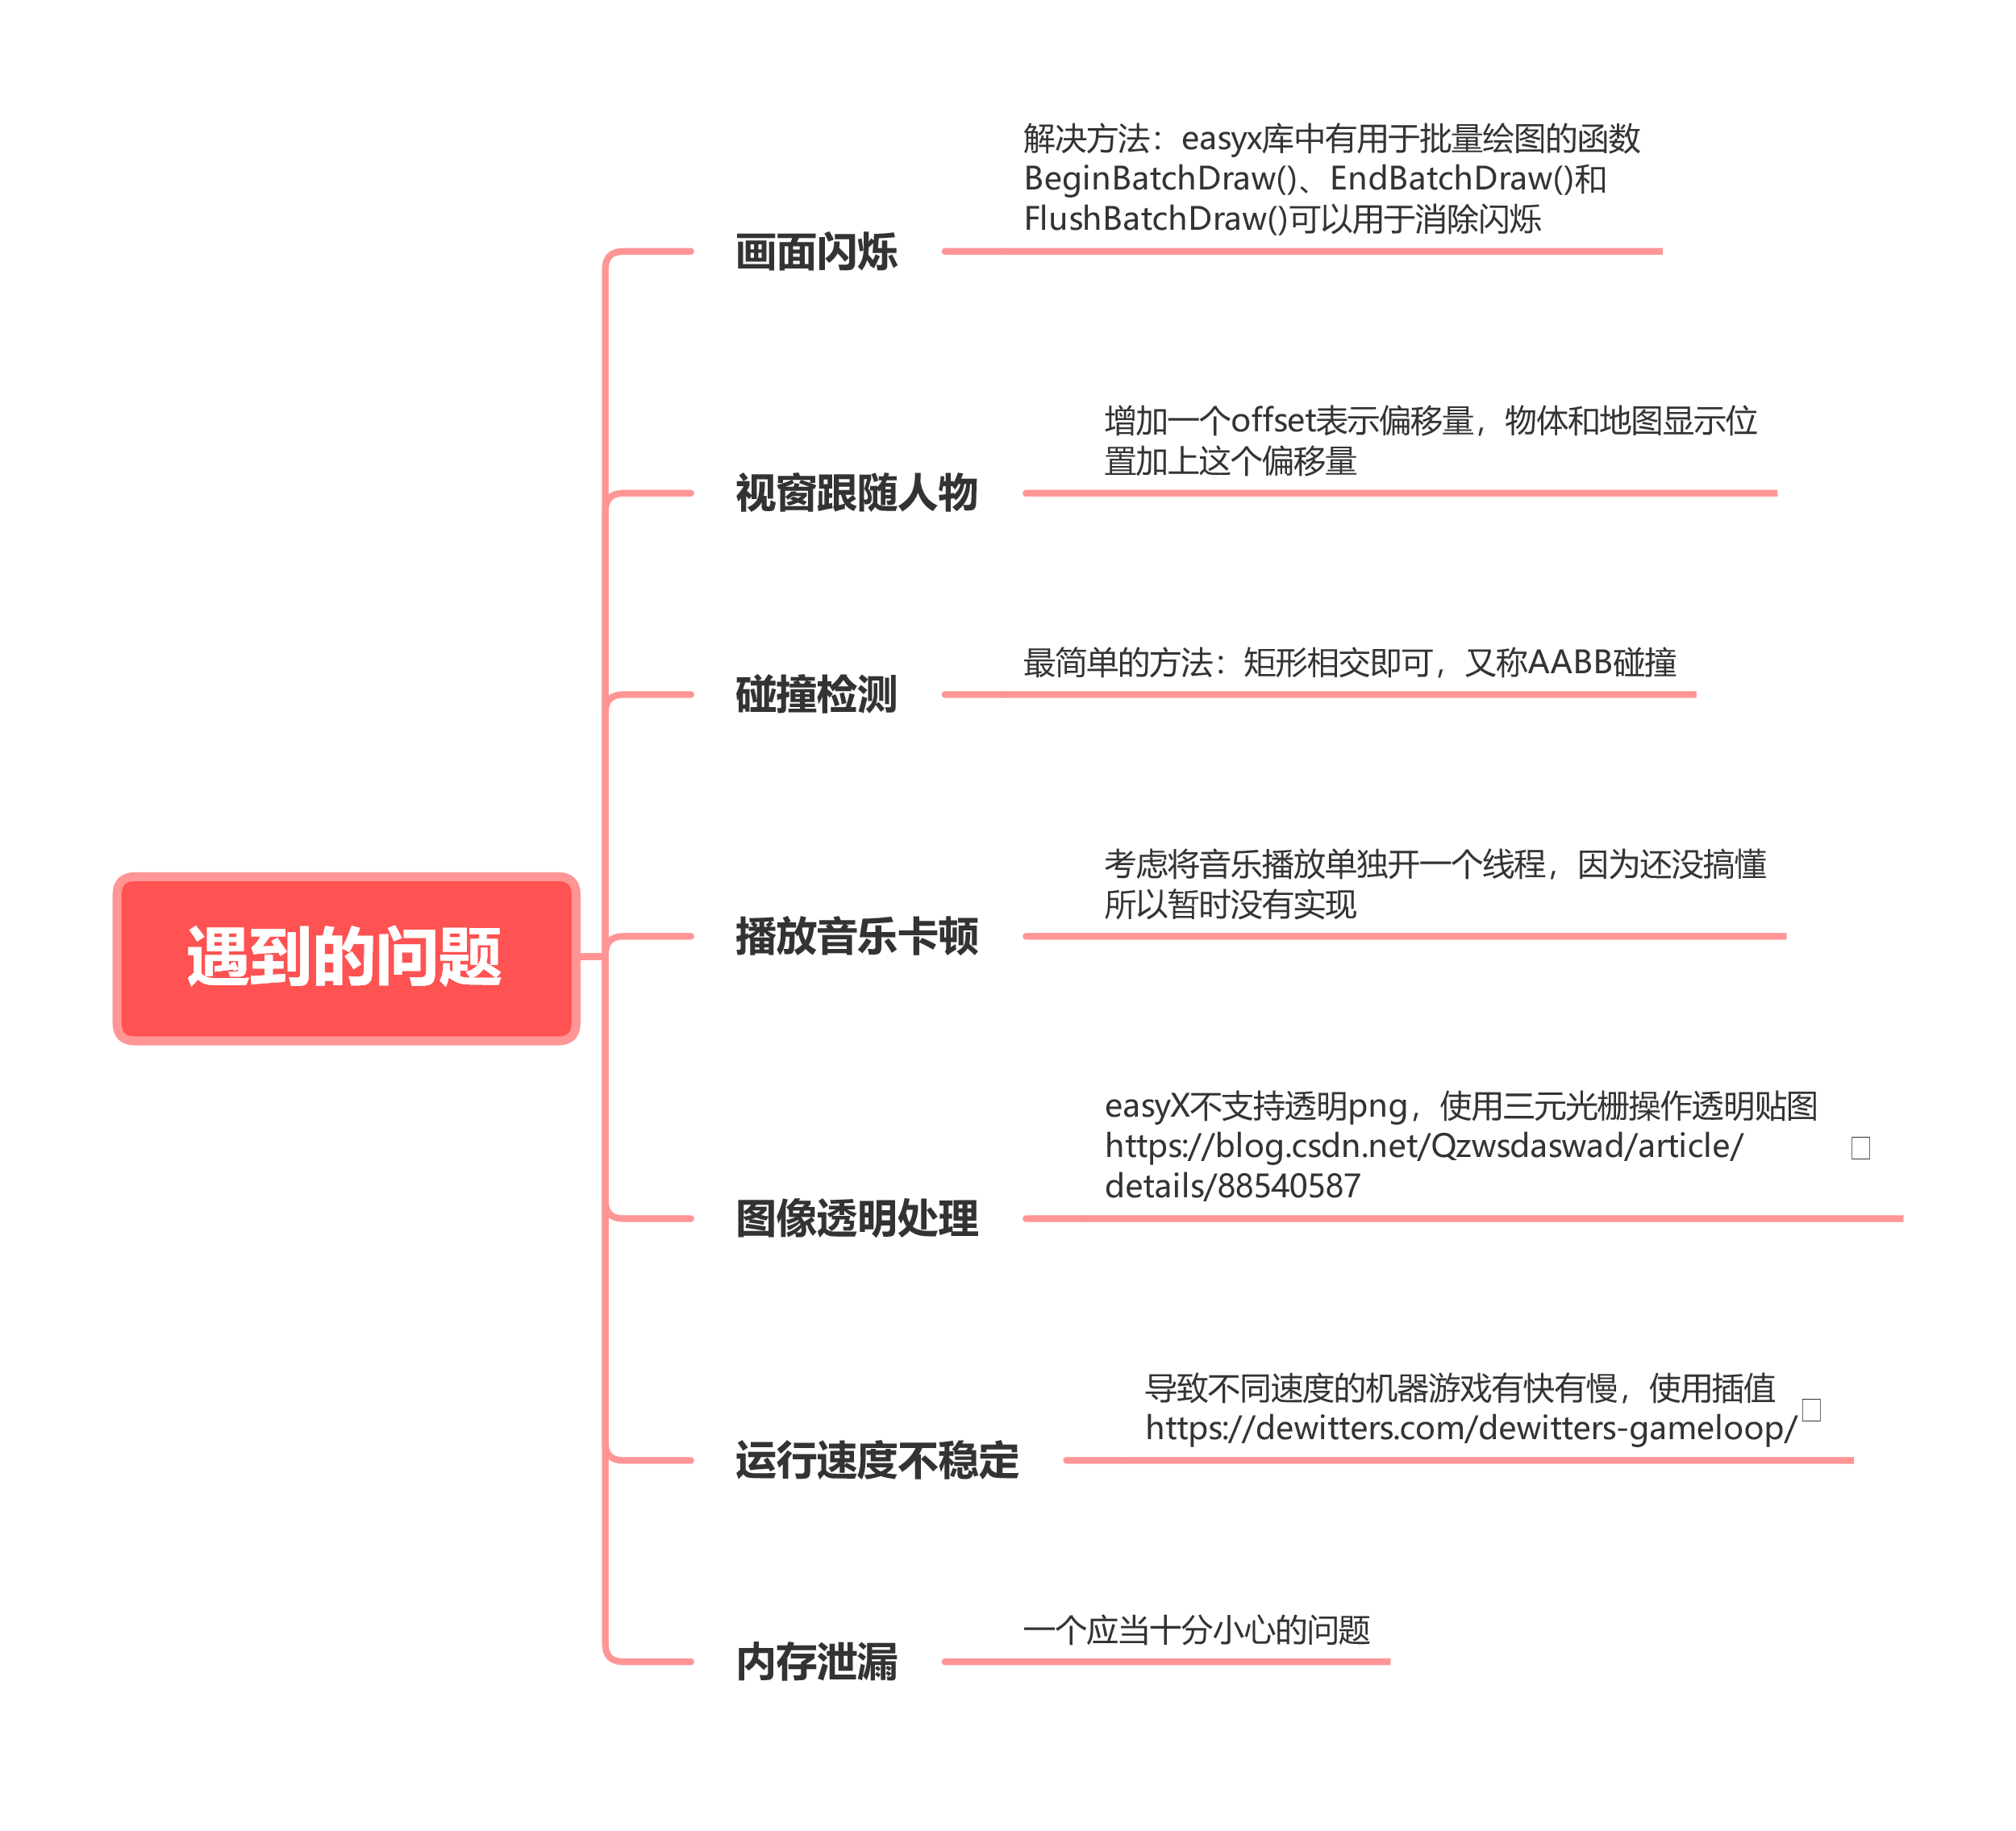 遇到的问题
画面闪烁
解决方法：easyx库中有用于批量绘图的函数
BeginBatchDraw()、EndBatchDraw()和
FlushBatchDraw()可以用于消除闪烁
视窗跟随人物
增加一个offset表示偏移量，物体和地图显示位
置加上这个偏移量
碰撞检测
最简单的方法：矩形相交即可，又称AABB碰撞
播放音乐卡顿
考虑将音乐播放单独开一个线程，因为还没搞懂
所以暂时没有实现
图像透明处理
easyX不支持透明png，使用三元光栅操作透明贴图
https://blog.csdn.net/Qzwsdaswad/article/
details/88540587
运行速度不稳定
导致不同速度的机器游戏有快有慢，使用插值
https://dewitters.com/dewitters-gameloop/
内存泄漏
一个应当十分小心的问题